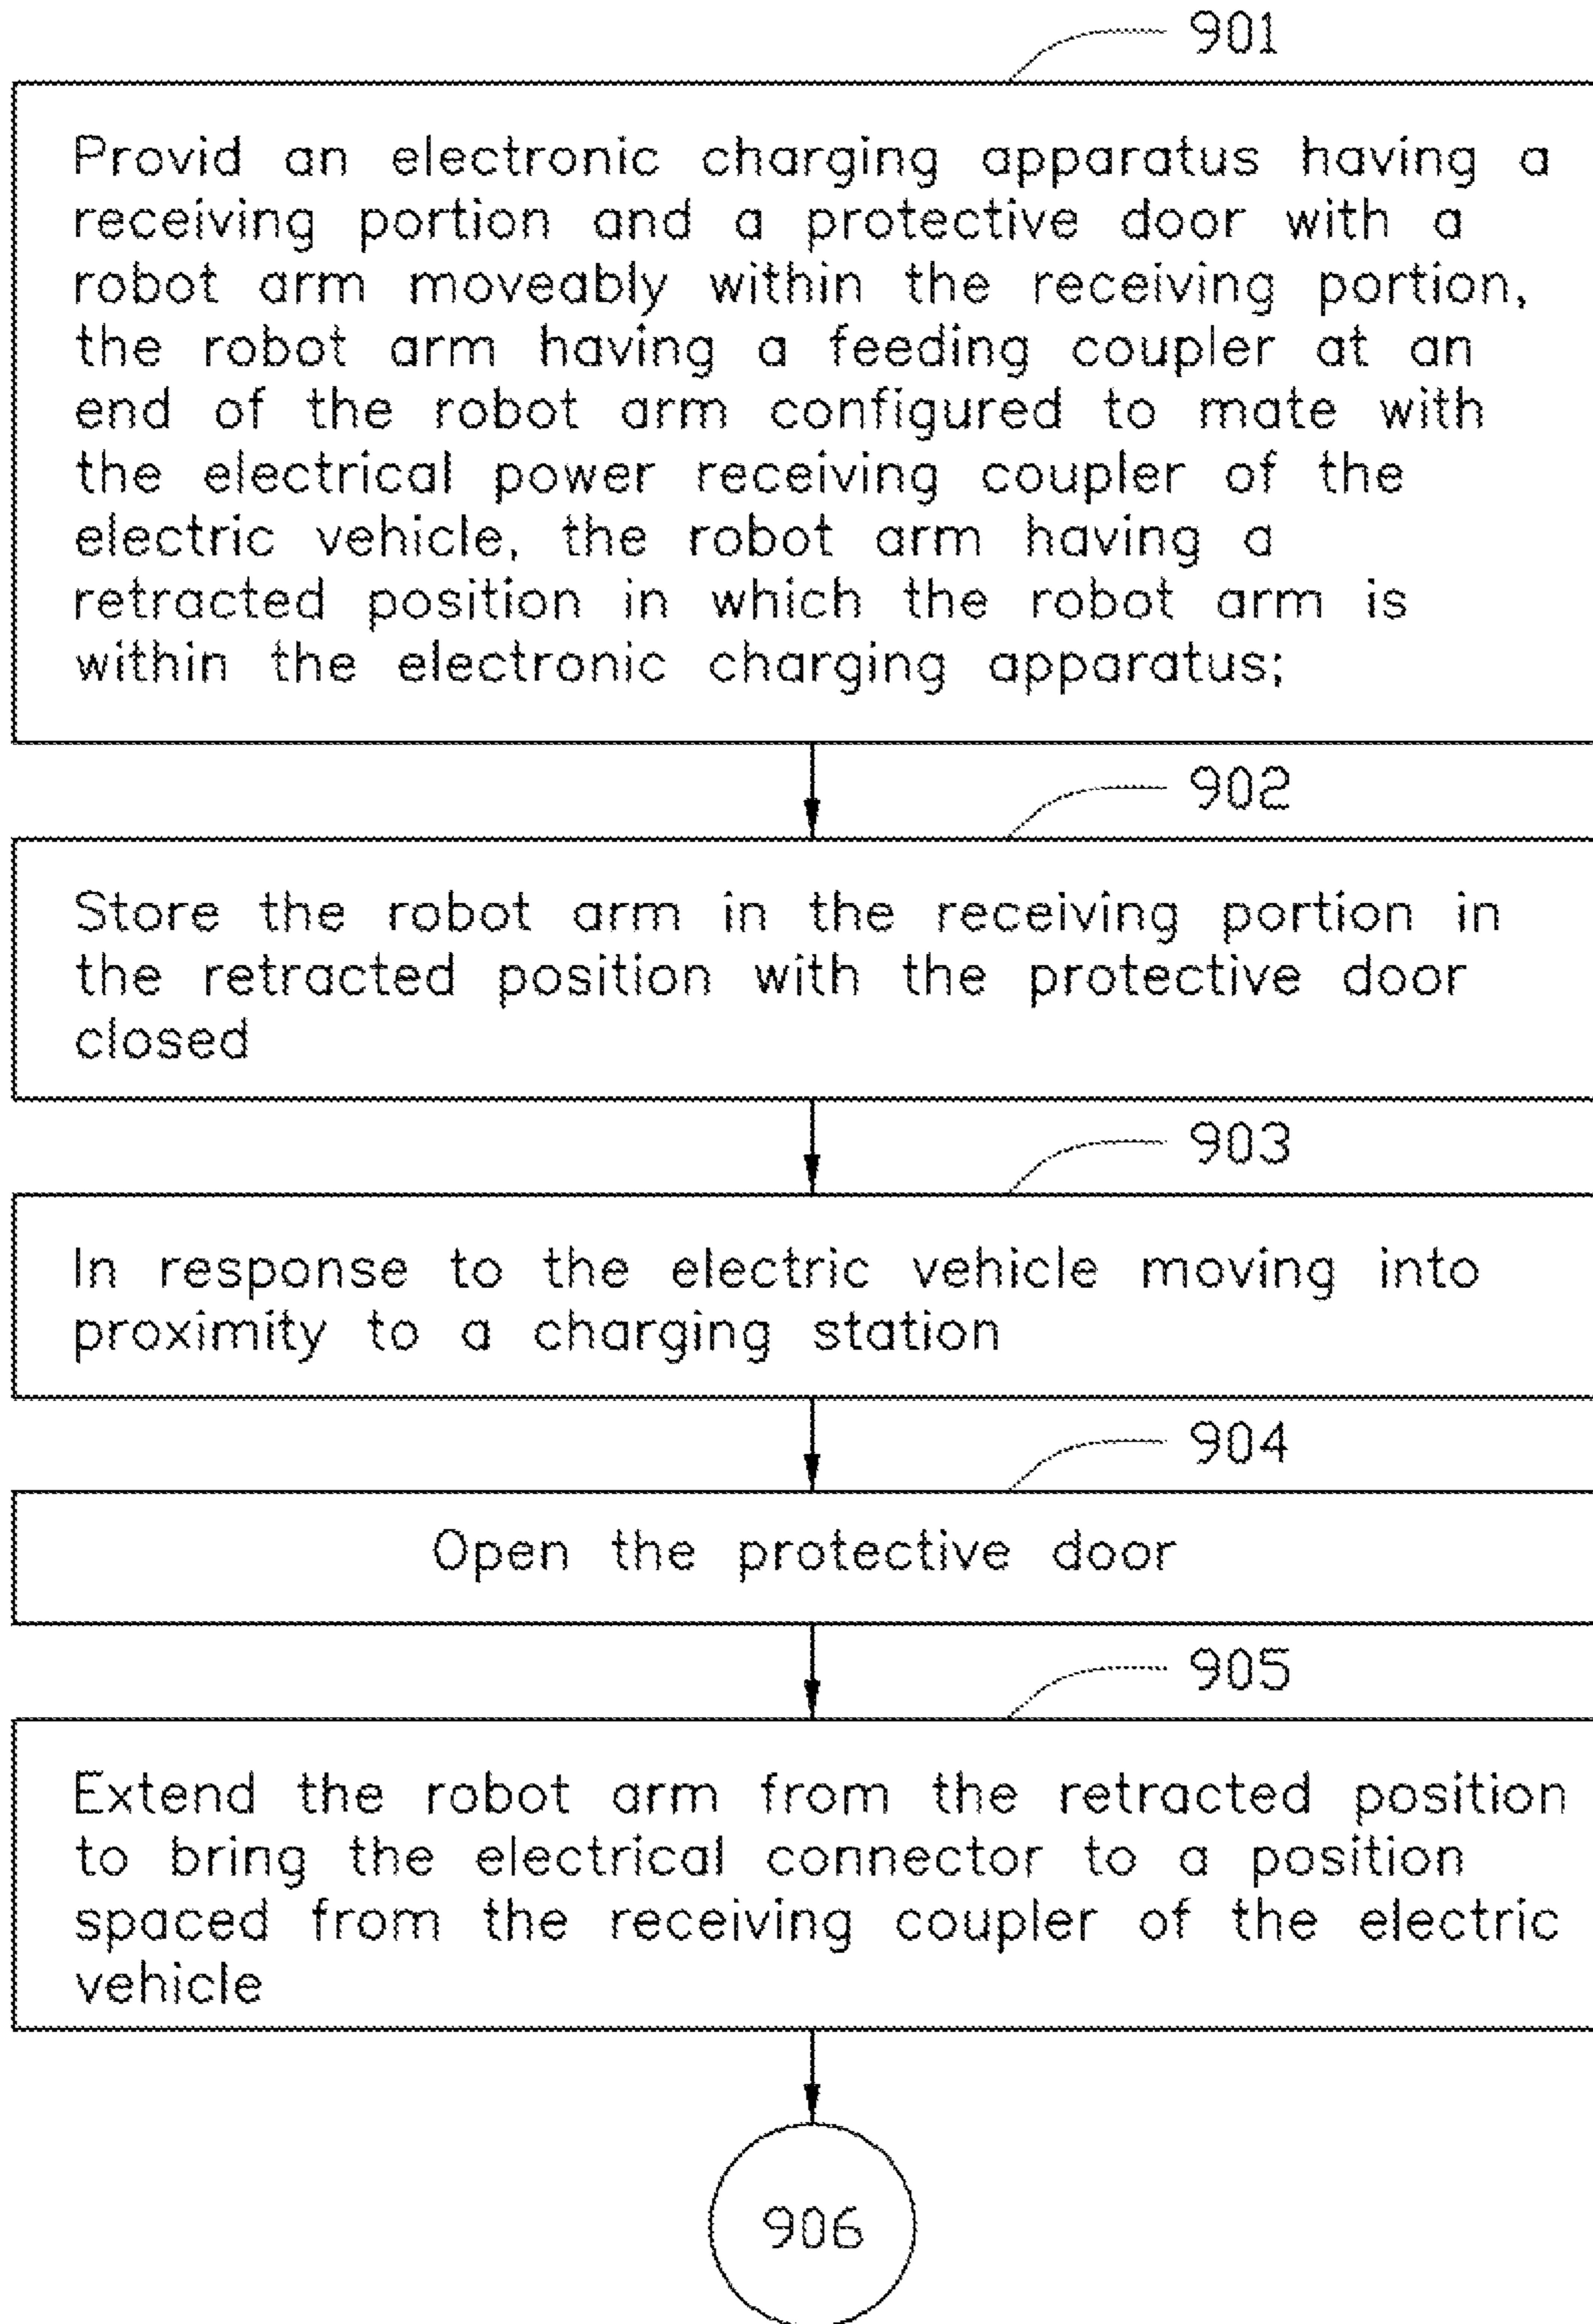 901
Provid an electronic charging apparatus having a
receiving portion and a protective door with a
robot arm moveably within the receiving portion,
the robot arm having a feeding coupler at an
end of the robot arm configured to mate with
the electrical power receiving coupler of the
electric vehicle, the robot arm having a
retracted position in which the robot arm is
within the electronic charging apparatus;
902
Store the robot arm in the receiving portion in
the retracted position with the protective door
closed
903
In response to the electric vehicle moving into
proximity to a charging station
904
Open the protective door
905
Extend the robot arm from the retracted position
to bring the electrical connector to a position
spaced from the receiving coupler of the electric
vehicle
906